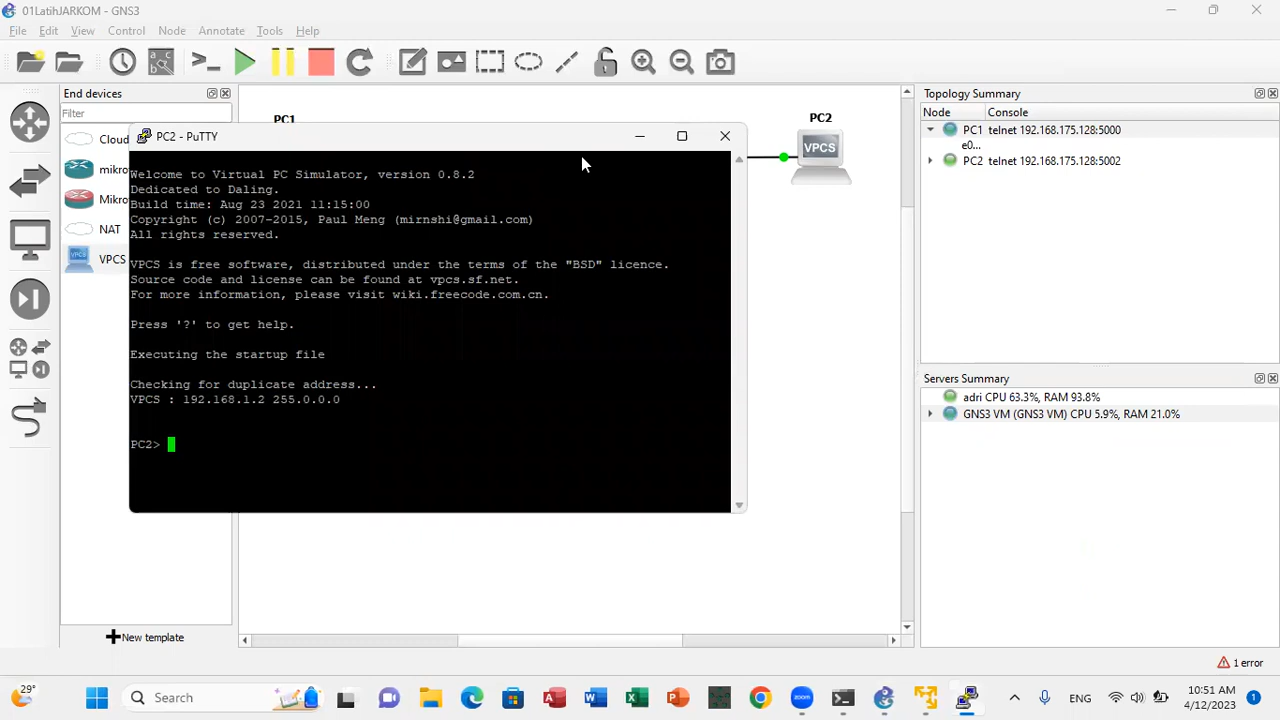 01LatihJARKOM - GNS3
File Edit View Control Node Annotate Tools Help
End devices
Filter
Cloud
mikro
Mikro
NAT
VPCS
New template
PC1
PC2
VPCS
PC2 - PuTTY
Welcome to Virtual PC Simulator, version 0.8.2
Dedicated to Daling.
Build time: Aug 23 2021 11:15:00
Copyright (c) 2007-2015, Paul Meng (mirnshi@gmail.com)
All rights reserved.
VPCS is free software, distributed under the terms of the "BSD" licence.
Source code and license can be found at vpcs.sf.net.
For more information, please visit wiki.freecode.com.cn.
Press '?' to get help.
Executing the startup file
Checking for duplicate address...
VPCS : 192.168.1.2 255.0.0.0
PC2>
Topology Summary
Node Console
PC1 telnet 192.168.175.128:5000
e0...
PC2 telnet 192.168.175.128:5002
Servers Summary
adri CPU 63.3%, RAM 93.8%
GNS3 VM (GNS3 VM) CPU 5.9%, RAM 21.0%
1 error
29°
Search
ENG
10:51 AM
4/12/2023
1